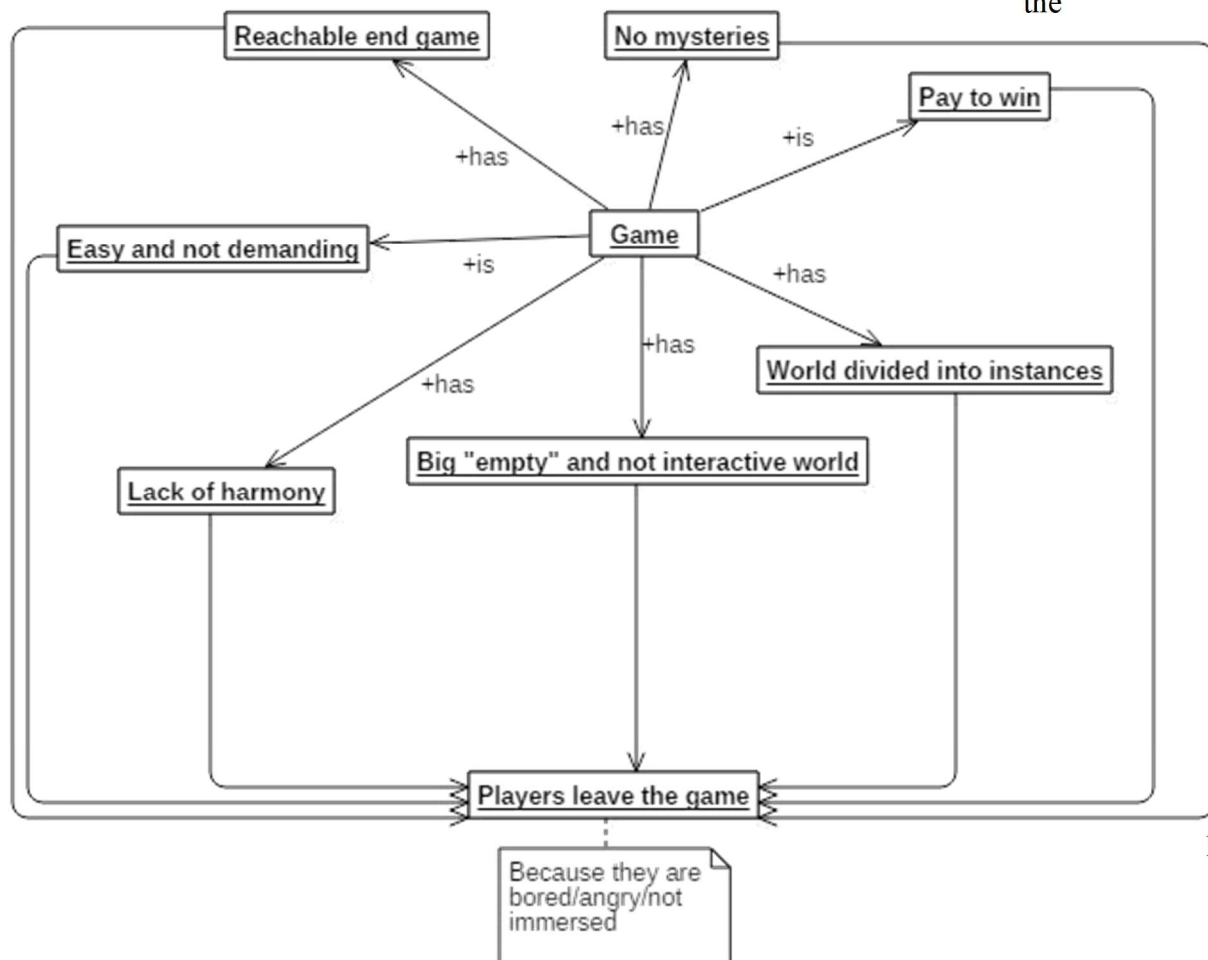 the
Reachable end game
No mysteries
Pay to win
+has
+is
+has
Game
Easy and not demanding
+is
+has
+has
World divided into instances
+has
Big "empty" and not interactive world
Lack of harmony
Players leave the game
Because they are
bored/angry/not
immersed